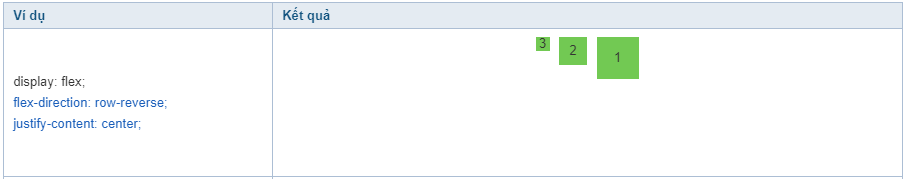 Ví dụ
Kết quả
display: flex;
flex-direction: row-reverse;
justify-content: center;
3 2 1